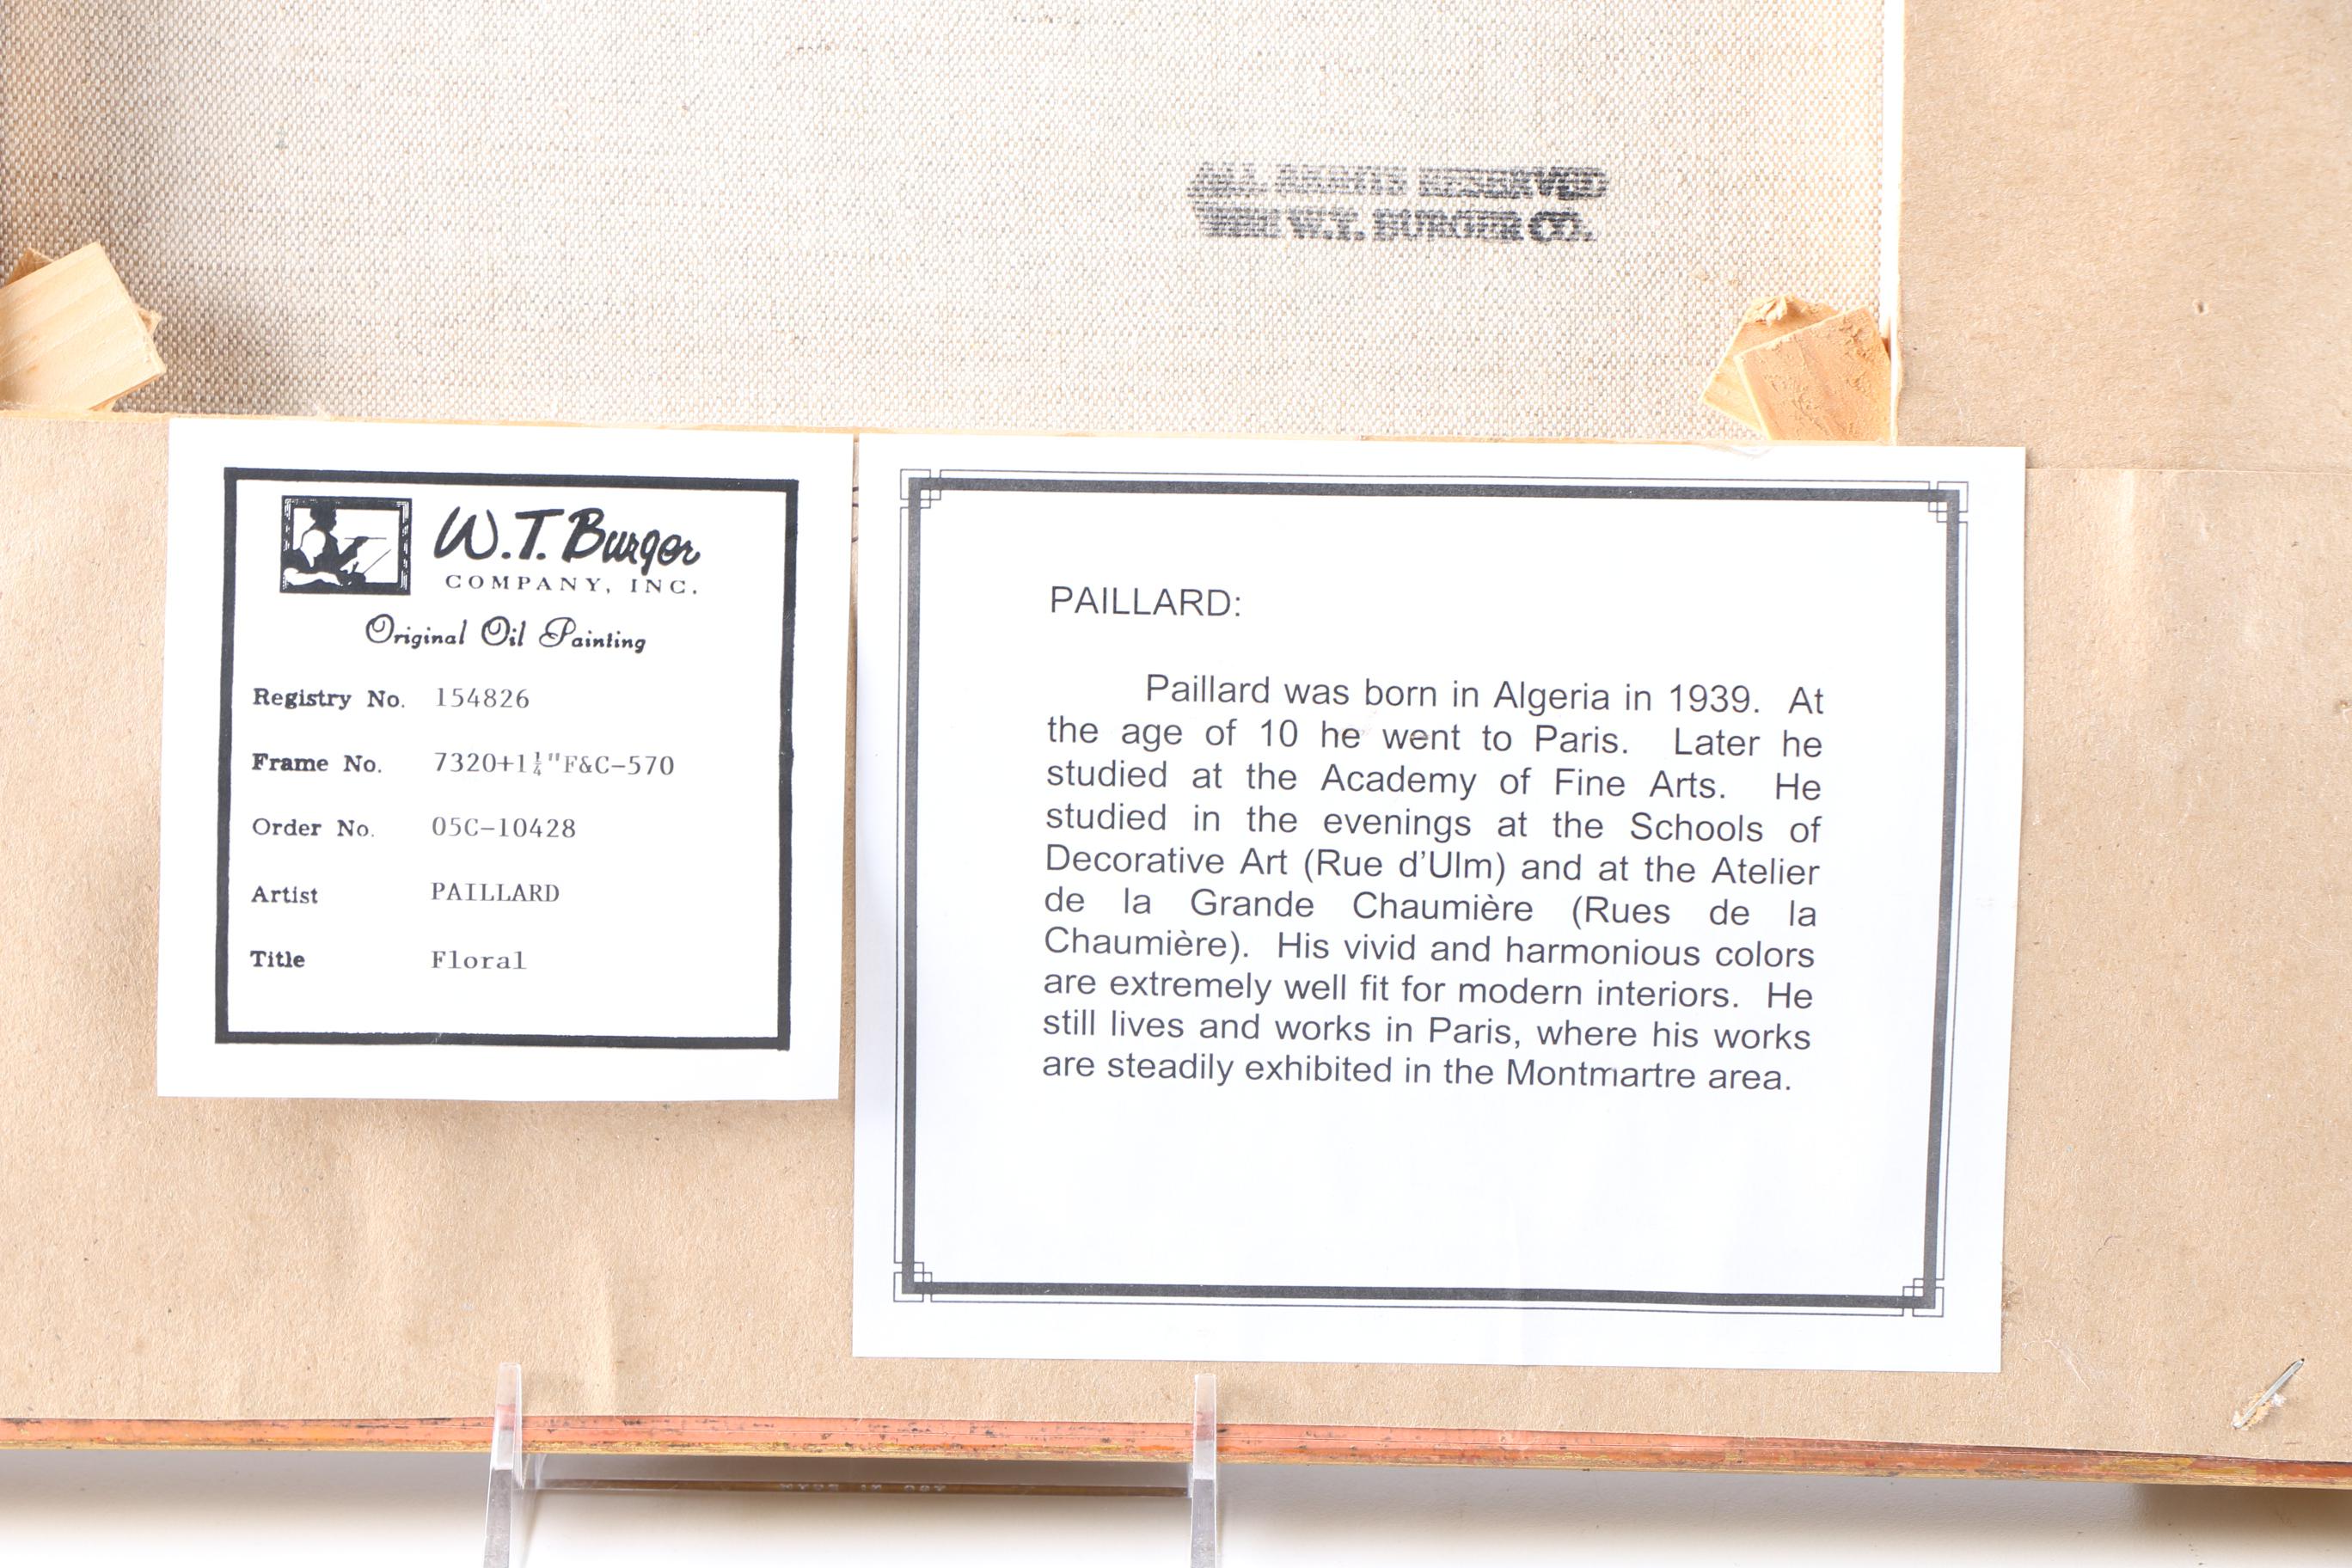 ALL RIGHTS RESERVED
THE W.T. BURGER CO.
W.T. Burger
COMPANY, INC.
Original Oil Painting
Registry No. 154826
Frame No. 7320+1¼"F&C-570
Order No. 05C-10428
Artist PAILLARD
Title Floral
PAILLARD:
Paillard was born in Algeria in 1939. At
the age of 10 he went to Paris. Later he
studied at the Academy of Fine Arts. He
studied in the evenings at the Schools of
Decorative Art (Rue d'Ulm) and at the Atelier
de la Grande Chaumière (Rues de la
Chaumière). His vivid and harmonious colors
are extremely well fit for modern interiors. He
still lives and works in Paris, where his works
are steadily exhibited in the Montmartre area.